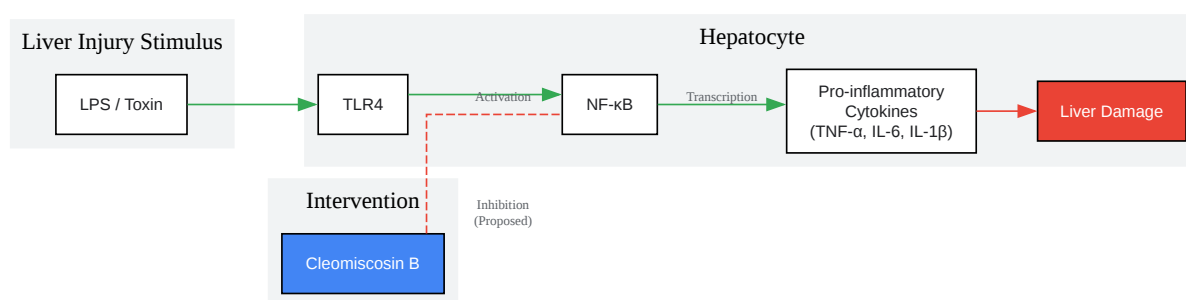 Liver Injury Stimulus
Hepatocyte
LPS / Toxin
TLR4
Activation
NF-κB
Transcription
Pro-inflammatory
Cytokines
(TNF-α, IL-6, IL-1β)
Liver Damage
Intervention
Inhibition
(Proposed)
Cleomiscosin B